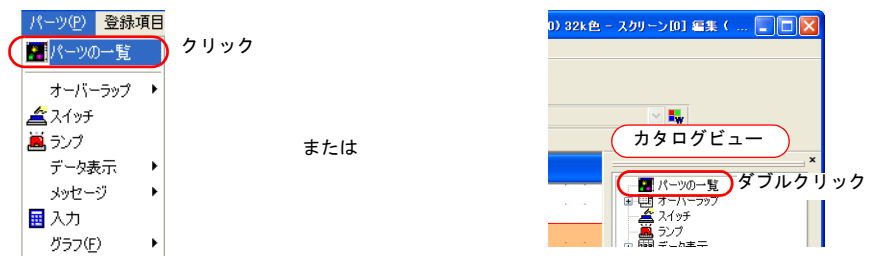 パーツ(P) 登録項目
パーツの一覧
クリック
オーバーラップ
スイッチ
ランプ
データ表示
メッセージ
入力
グラフ(F)
または
0) 32k色 - スクリーン[0] 編集 ( ...
カタログビュー
パーツの一覧
ダブルクリック
オーバーラップ
スイッチ
ランプ
データ表示